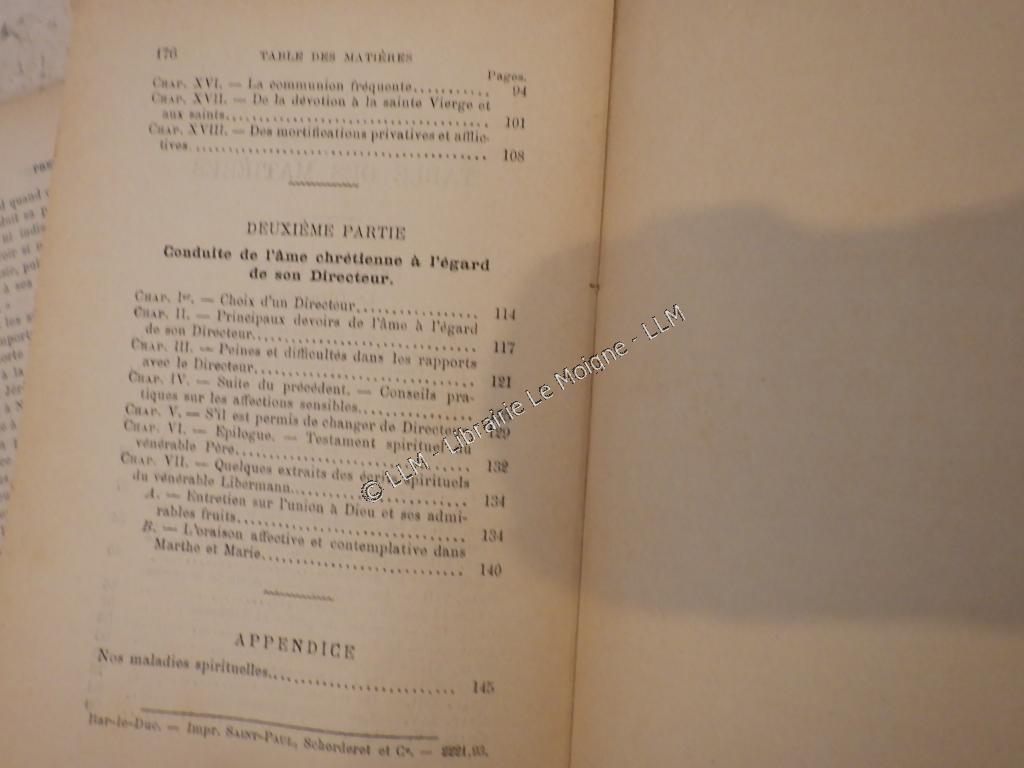 176 TABLE DES MATIÈRES
Pages.
CHAP. XVI. — La communion fréquente........... 94
CHAP. XVII. — De la dévotion à la sainte Vierge et
aux saints.................................. 101
CHAP. XVIII. — Des mortifications privatives et afflic-
tives....................................... 108
TABLE DES MATIÈRES
DEUXIÈME PARTIE
Conduite de l'âme chrétienne à l'égard
de son Directeur.
CHAP. Ier. — Choix d'un Directeur................ 114
CHAP. II. — Principaux devoirs de l'âme à l'égard
de son Directeur............................ 117
CHAP. III. — Peines et difficultés dans les rapports
avec le Directeur........................... 121
CHAP. IV. — Suite du précédent. — Conseils pra-
tiques sur les affections sensibles..............
CHAP. V. — S'il est permis de changer de Directeur 129
CHAP. VI. — Epilogue. — Testament spirituel du
vénérable Père.............................. 132
CHAP. VII. — Quelques extraits des écrits spirituels
du vénérable Libermann..................... 134
A. — Entretien sur l'union à Dieu et ses admi-
rables fruits................................ 134
B. — L'oraison affective et contemplative dans
Marthe et Marie............................ 140
APPENDICE
Nos maladies spirituelles......................... 145
Bar-le-Duc. — Impr. SAINT-PAUL, Schorderet et Cie. — 2221,93.
© LLM - Librairie Le Moigne - LLM